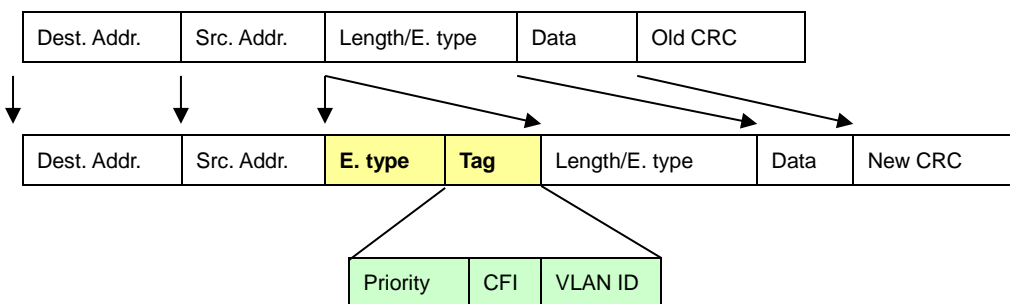 Dest. Addr. Src. Addr. Length/E. type Data Old CRC
Dest. Addr. Src. Addr. E. type Tag Length/E. type Data New CRC
Priority CFI VLAN ID